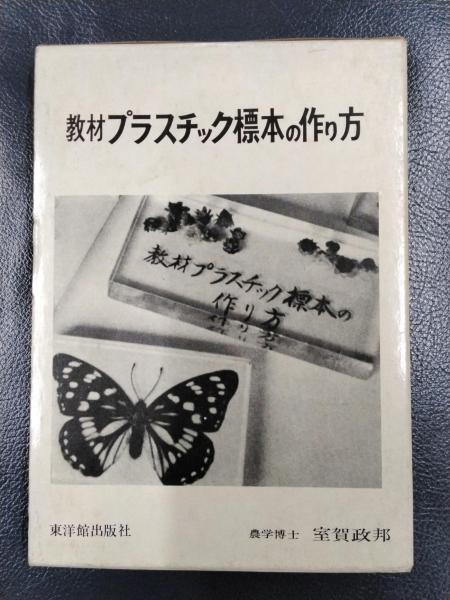 教材プラスチック標本の作り方
教材プラスチック標本の
作り方
東洋館出版社
農学博士 室賀政邦